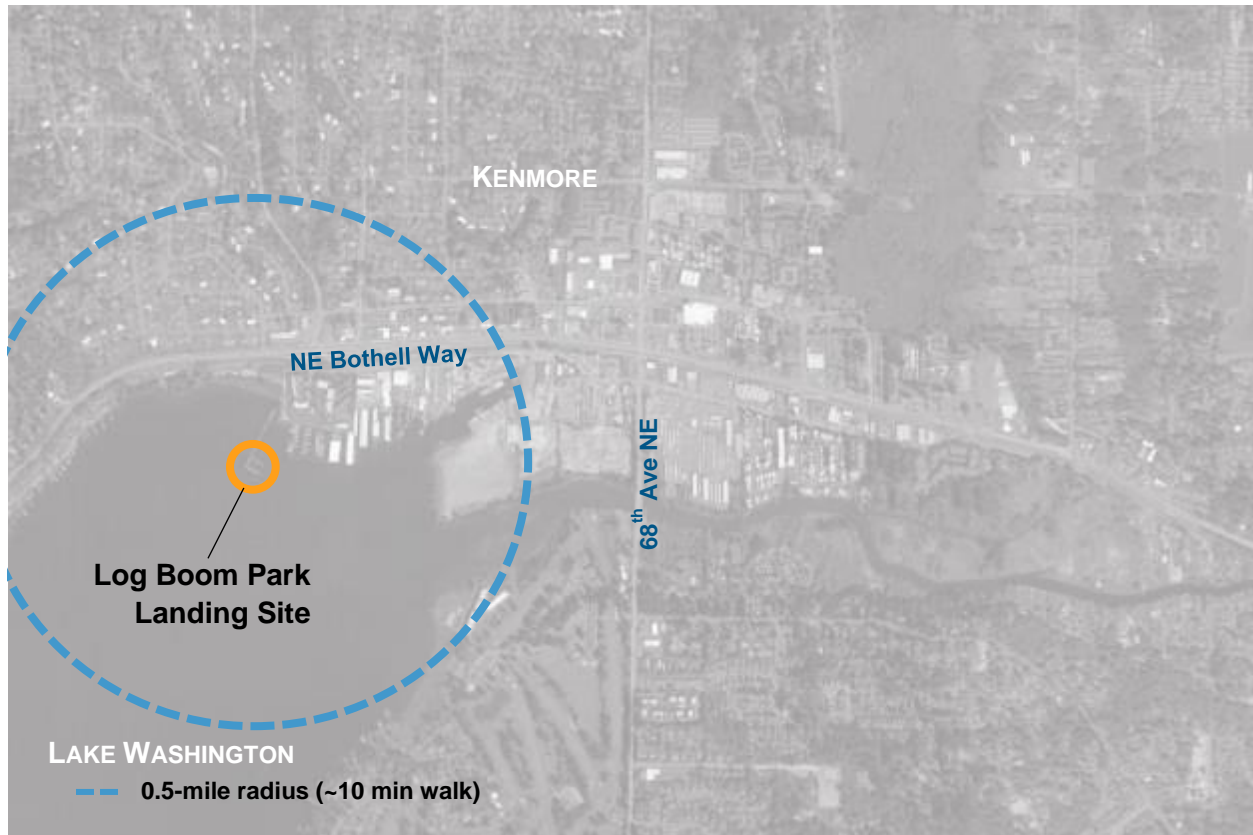 KENMORE
NE Bothell Way
68th Ave NE
Log Boom Park
Landing Site
LAKE WASHINGTON
0.5-mile radius (~10 min walk)